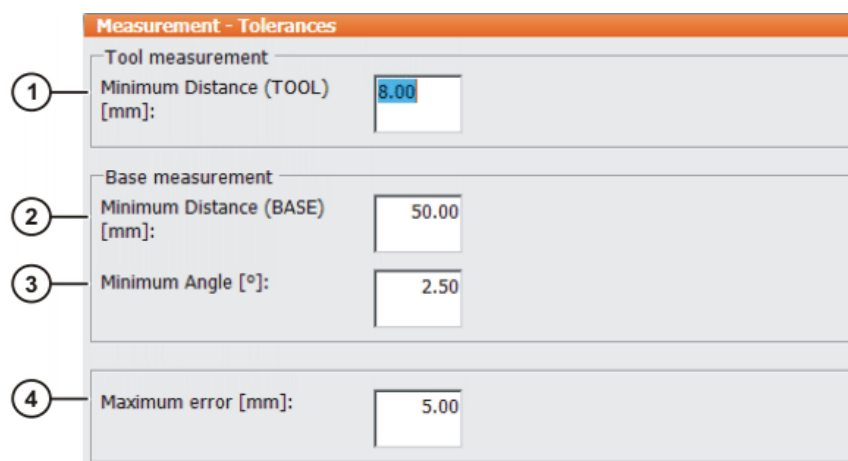 Measurement - Tolerances
Tool measurement
1 Minimum Distance (TOOL) 8.00
[mm]:
Base measurement
2 Minimum Distance (BASE) 50.00
[mm]:
3 Minimum Angle [°]: 2.50
4 Maximum error [mm]: 5.00